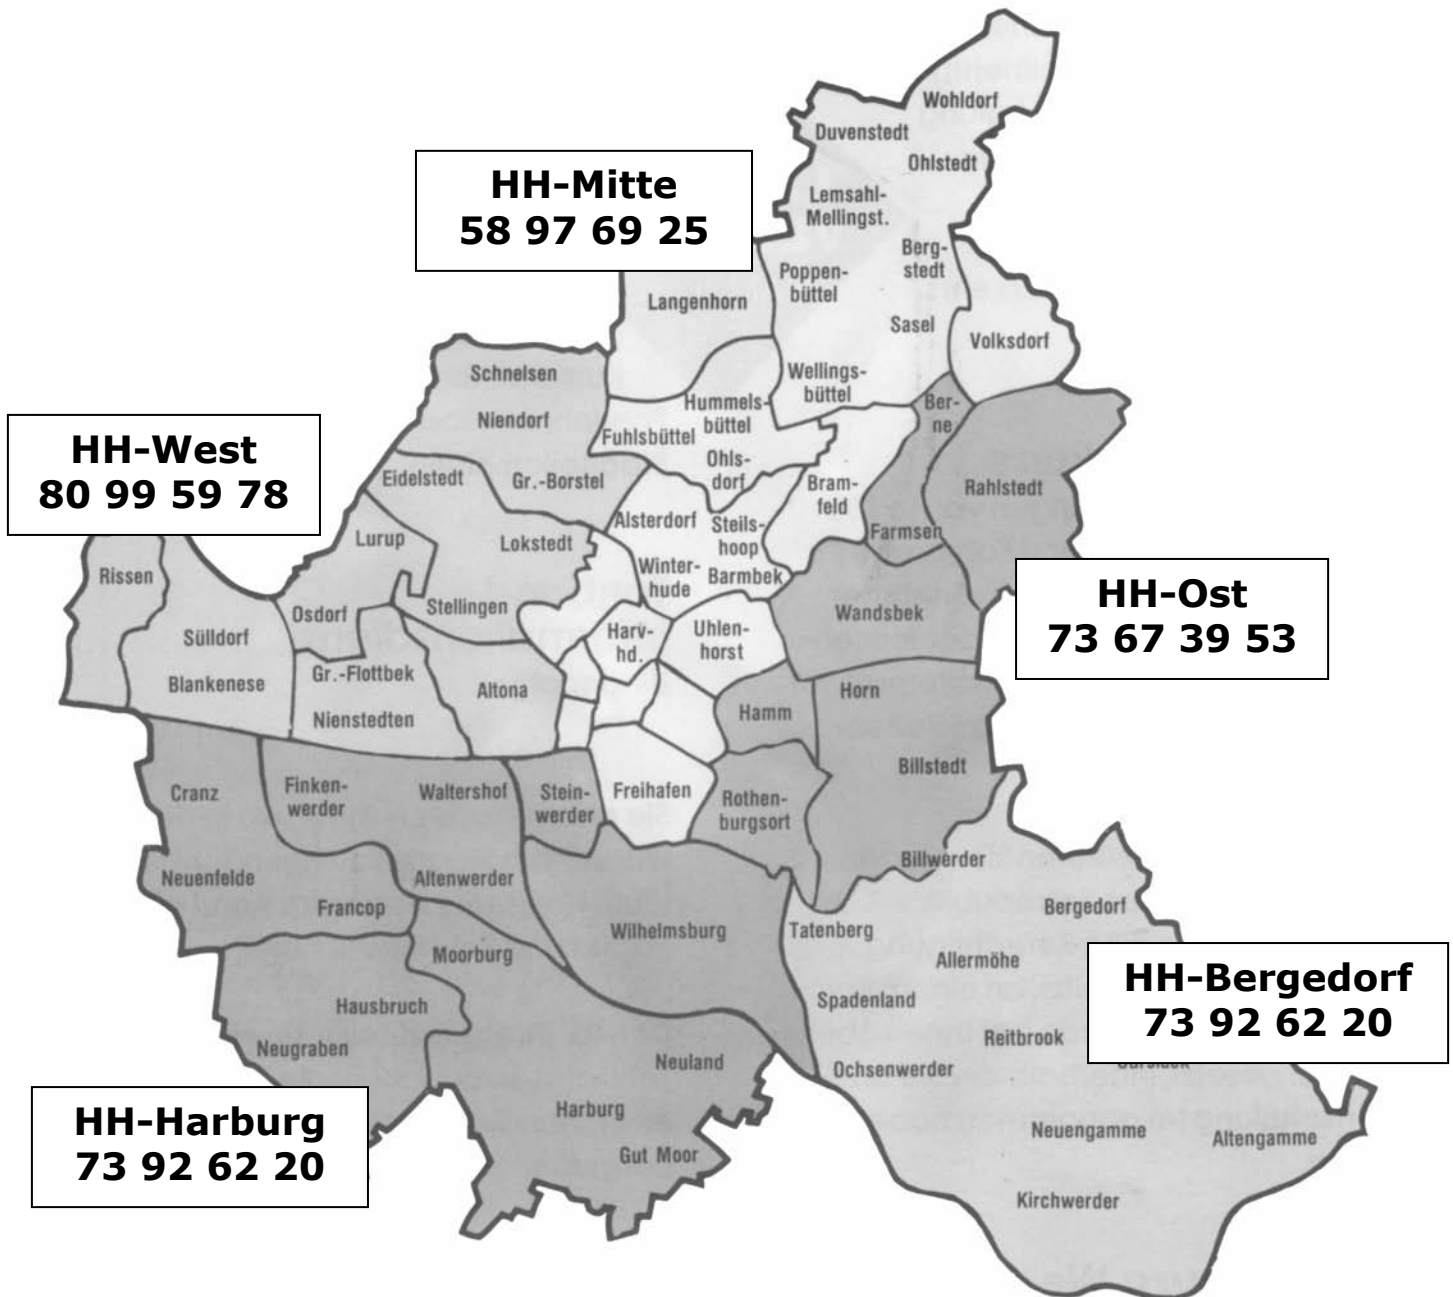 Wohldorf
Duvenstedt
Ohlstedt
HH-Mitte
58 97 69 25
Lemsahl-
Mellingst.
Berg-
stedt
Poppen-
büttel
Langenhorn
Sasel
Volksdorf
Schnelsen
Wellings-
büttel
Hummels-
büttel
Ber-
ne
Niendorf
Fuhlsbüttel
HH-West
80 99 59 78
Ohls-
dorf
Eidelstedt
Gr.-Borstel
Bram-
feld
Rahlstedt
Alsterdorf
Steils-
hoop
Farmsen
Lurup
Lokstedt
Winter-
hude
Barmbek
Rissen
HH-Ost
73 67 39 53
Osdorf
Stellingen
Wandsbek
Sülldorf
Harv-
hd.
Uhlen-
horst
Gr.-Flottbek
Blankenese
Altona
Horn
Nienstedten
Hamm
Billstedt
Cranz
Finken-
werder
Waltershof
Stein-
werder
Freihafen
Rothen-
burgsort
Billwerder
Neuenfelde
Altenwerder
Francop
Bergedorf
Wilhelmsburg
Tatenberg
Moorburg
Allermöhe
HH-Bergedorf
73 92 62 20
Hausbruch
Spadenland
Reitbrook
Neugraben
Neuland
Ochsenwerder
HH-Harburg
73 92 62 20
Harburg
Neuengamme
Altengamme
Gut Moor
Kirchwerder